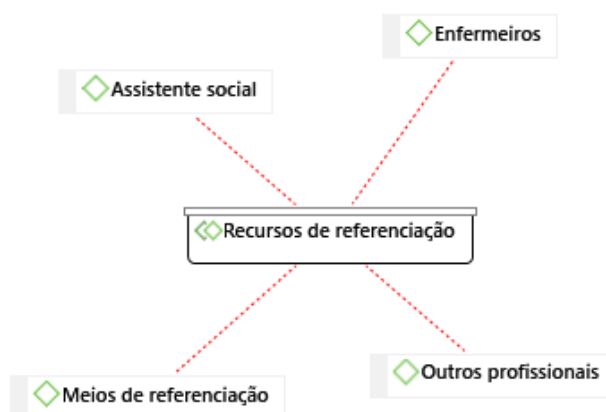 Enfermeiros
Assistente social
Recursos de referenciação
Outros profissionais
Meios de referenciação